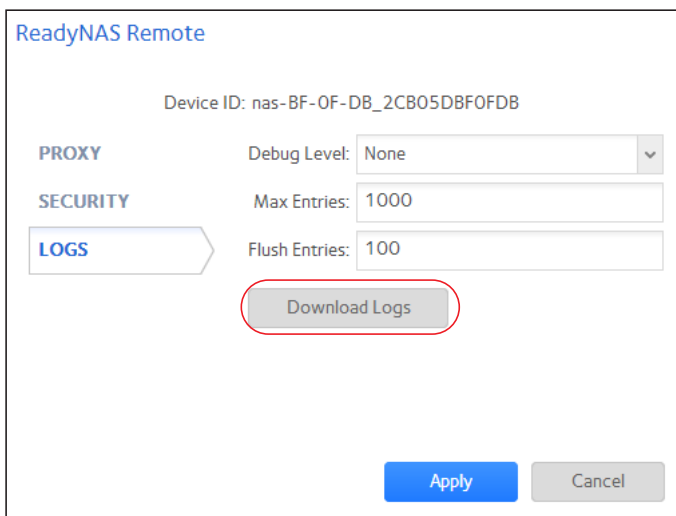 ReadyNAS Remote
Device ID: nas-BF-0F-DB_2CB05DBF0FDB
PROXY
Debug Level: None
SECURITY
Max Entries: 1000
LOGS
Flush Entries: 100
Download Logs
Apply
Cancel